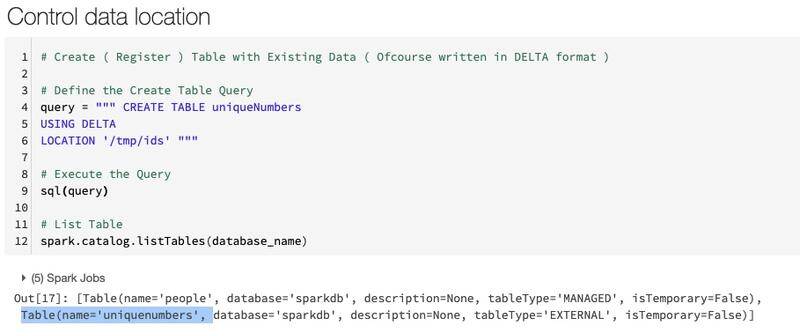 Control data location
1 # Create ( Register ) Table with Existing Data ( Ofcourse written in DELTA format )
2
3 # Define the Create Table Query
4 query = """ CREATE TABLE uniqueNumbers
5 USING DELTA
6 LOCATION '/tmp/ids' """
7
8 # Execute the Query
9 sql(query)
10
11 # List Table
12 spark.catalog.listTables(database_name)
(5) Spark Jobs
Out[17]: [Table(name='people', database='sparkdb', description=None, tableType='MANAGED', isTemporary=False),
Table(name='uniquenumbers', database='sparkdb', description=None, tableType='EXTERNAL', isTemporary=False)]